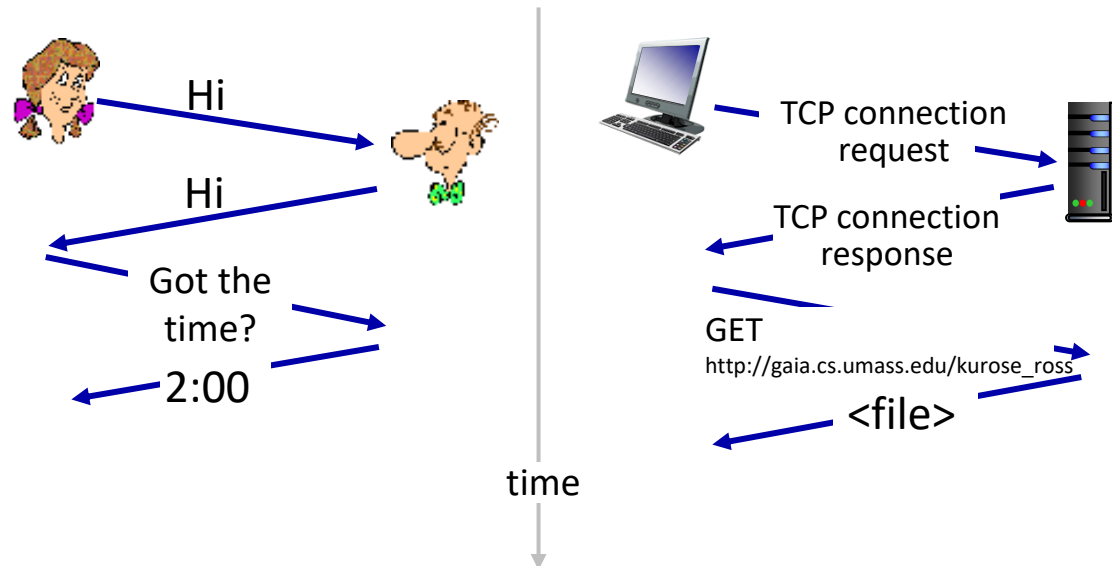 Hi
Hi
Got the
time?
2:00
TCP connection
request
TCP connection
response
GET
http://gaia.cs.umass.edu/kurose_ross
<file>
time